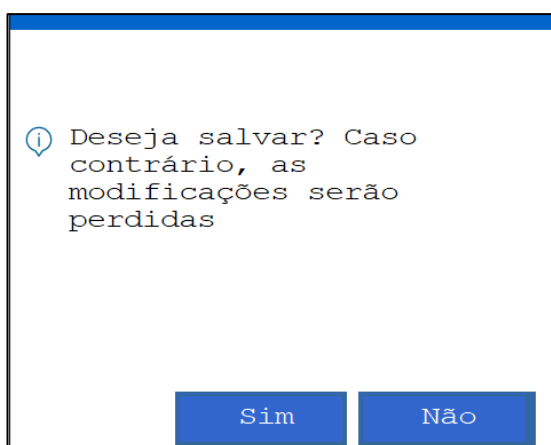 Deseja salvar? Caso
contrário, as
modificações serão
perdidas
Sim Não